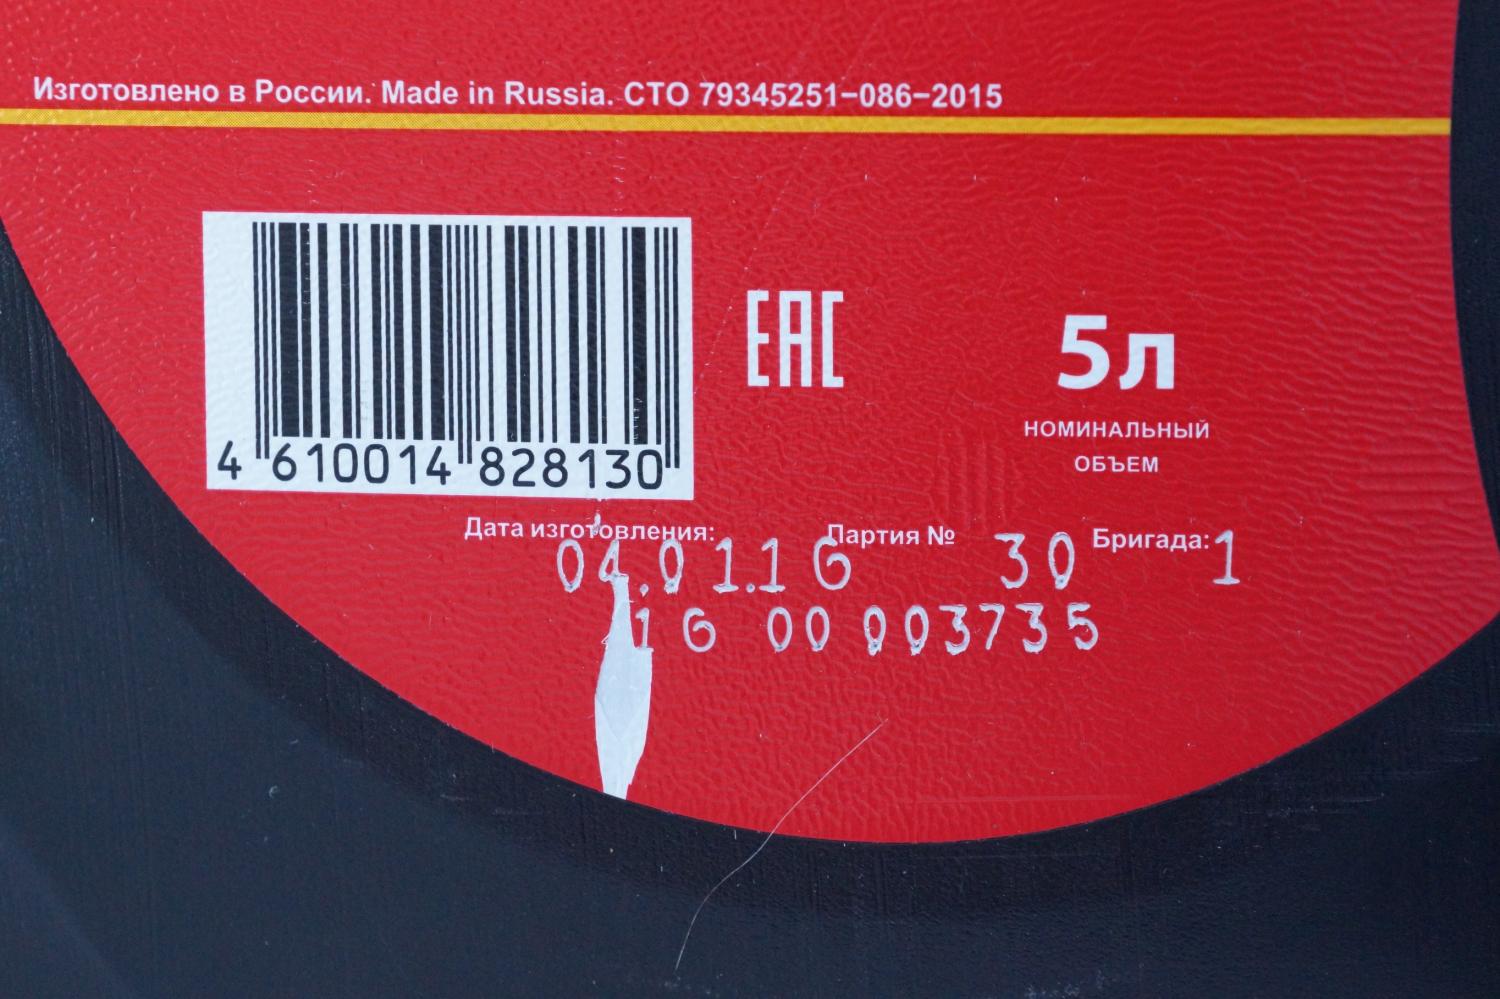 Изготовлено в России. Made in Russia. СТО 79345251-086-2015
4 610014 828130
EAC
5л
НОМИНАЛЬНЫЙ
ОБЪЕМ
Дата изготовления: Партия № Бригада:
04.01.16 30 1
16 00 003735